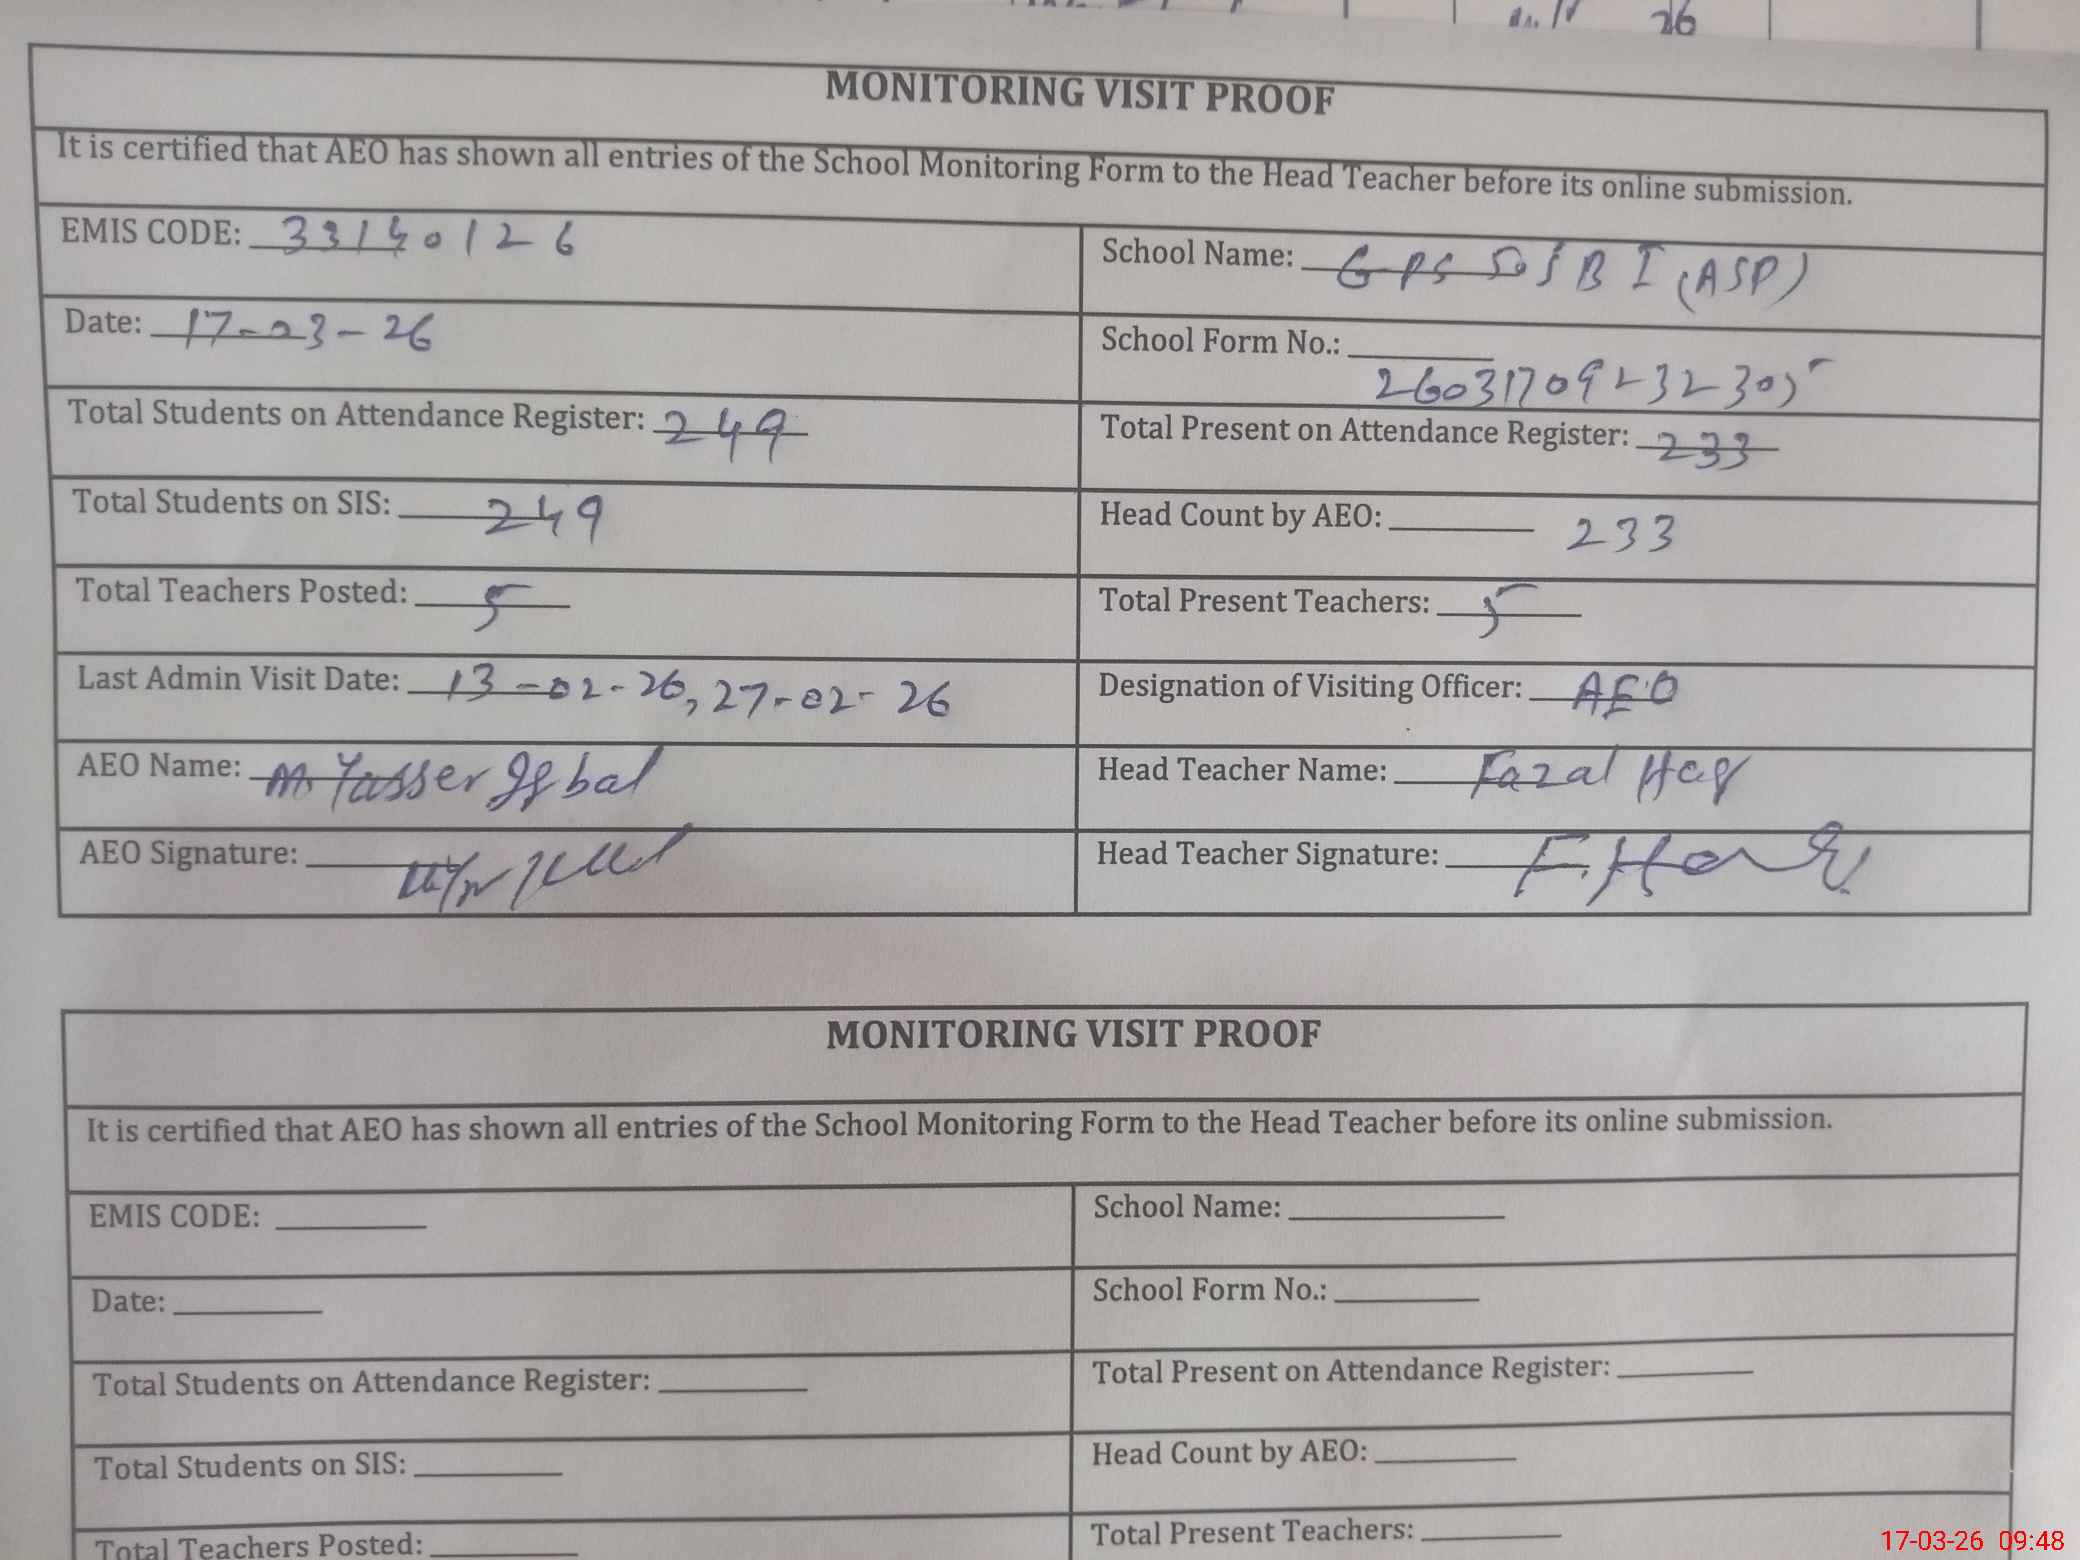 26
MONITORING VISIT PROOF
It is certified that AEO has shown all entries of the School Monitoring Form to the Head Teacher before its online submission.
EMIS CODE: 33140126
School Name: GPS 50 S B I (ASP)
Date: 17-03-26
School Form No.:
26031709232305
Total Students on Attendance Register: 249
Total Present on Attendance Register: 233
Total Students on SIS: 249
Head Count by AEO: 233
Total Teachers Posted: 5
Total Present Teachers: 5
Last Admin Visit Date: 13-02-26, 27-02-26
Designation of Visiting Officer: AEO
AEO Name: M. Yasser Iqbal
Head Teacher Name: Fazal Haq
AEO Signature:
Head Teacher Signature:
MONITORING VISIT PROOF
It is certified that AEO has shown all entries of the School Monitoring Form to the Head Teacher before its online submission.
EMIS CODE:
School Name:
Date:
School Form No.:
Total Students on Attendance Register:
Total Present on Attendance Register:
Total Students on SIS:
Head Count by AEO:
Total Teachers Posted:
Total Present Teachers:
17-03-26 09:48